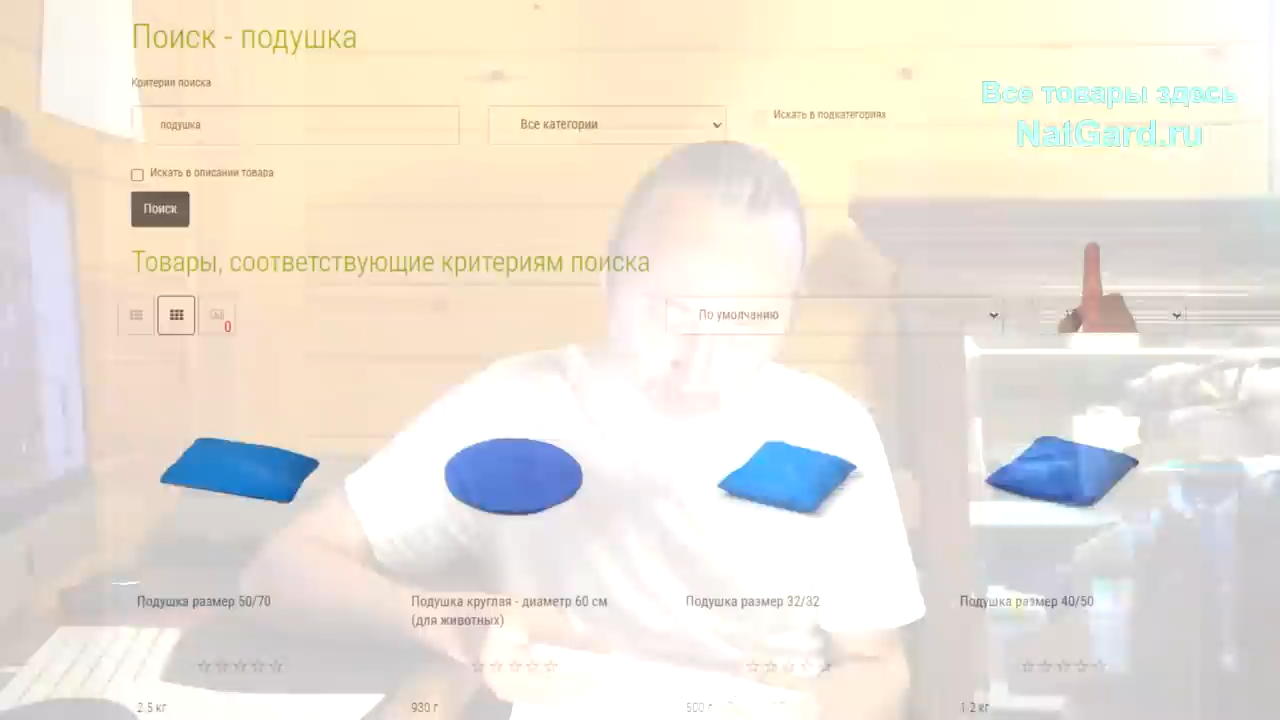 Поиск - подушка
Критерии поиска
подушка
Все категории
Искать в подкатегориях
Все товары здесь
NatGard.ru
Искать в описании товара
Поиск
Товары, соответствующие критериям поиска
0
По умолчанию
Подушка размер 50/70
Подушка круглая - диаметр 60 см
(для животных)
Подушка размер 32/32
Подушка размер 40/50
2.5 кг
930 г
500 г
1.2 кг